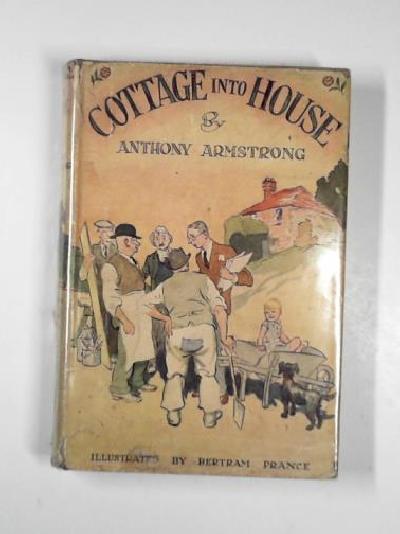 COTTAGE INTO HOUSE
By
ANTHONY ARMSTRONG
ILLUSTRATED BY BERTRAM PRANCE